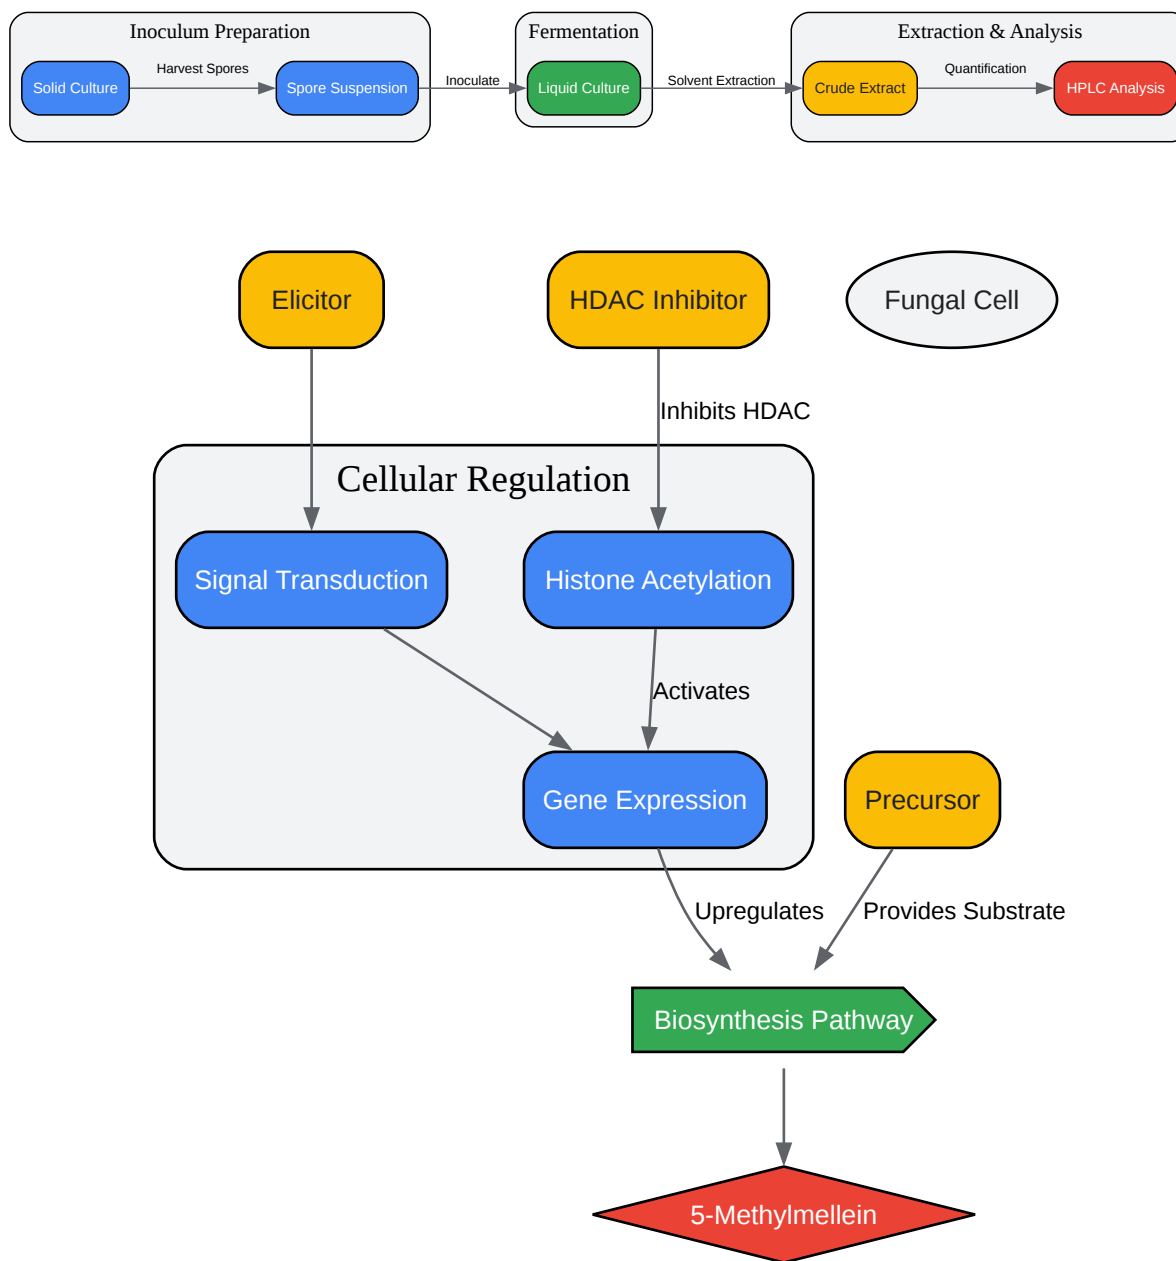 Inoculum Preparation
Fermentation
Extraction & Analysis
Solid Culture
Harvest Spores
Spore Suspension
Inoculate
Liquid Culture
Solvent Extraction
Crude Extract
Quantification
HPLC Analysis
Elicitor
HDAC Inhibitor
Fungal Cell
Inhibits HDAC
Cellular Regulation
Signal Transduction
Histone Acetylation
Activates
Gene Expression
Precursor
Upregulates
Provides Substrate
Biosynthesis Pathway
5-Methylmellein